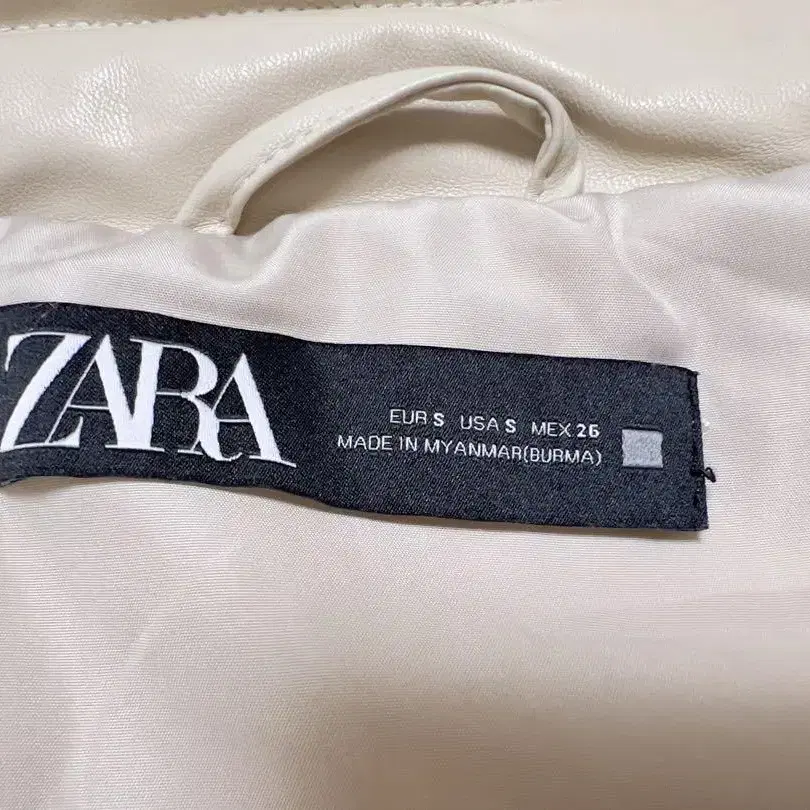 ZARA
EUR S USA S MEX 26
MADE IN MYANMAR(BURMA)